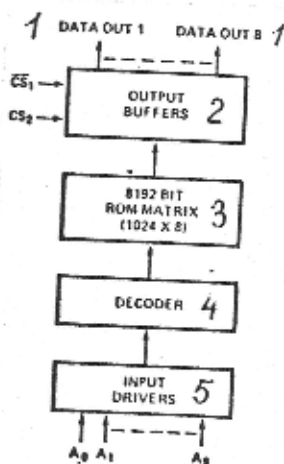 1 DATA OUT 1 DATA OUT 8 1
CS₁
CS₂
OUTPUT
BUFFERS 2
8192 BIT
ROM MATRIX
(1024 X 8) 3
DECODER 4
INPUT
DRIVERS 5
A₀ A₁ A₉